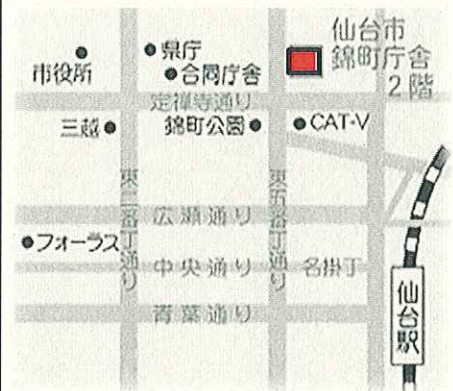 仙台市
錦町庁舎
2階
県庁
市役所
合同庁舎
定禅寺通り
三越
錦町公園
CAT-V
東二番丁通り
東五番丁通り
広瀬通り
フォーラス
中央通り
名掛丁
青葉通り
仙台駅